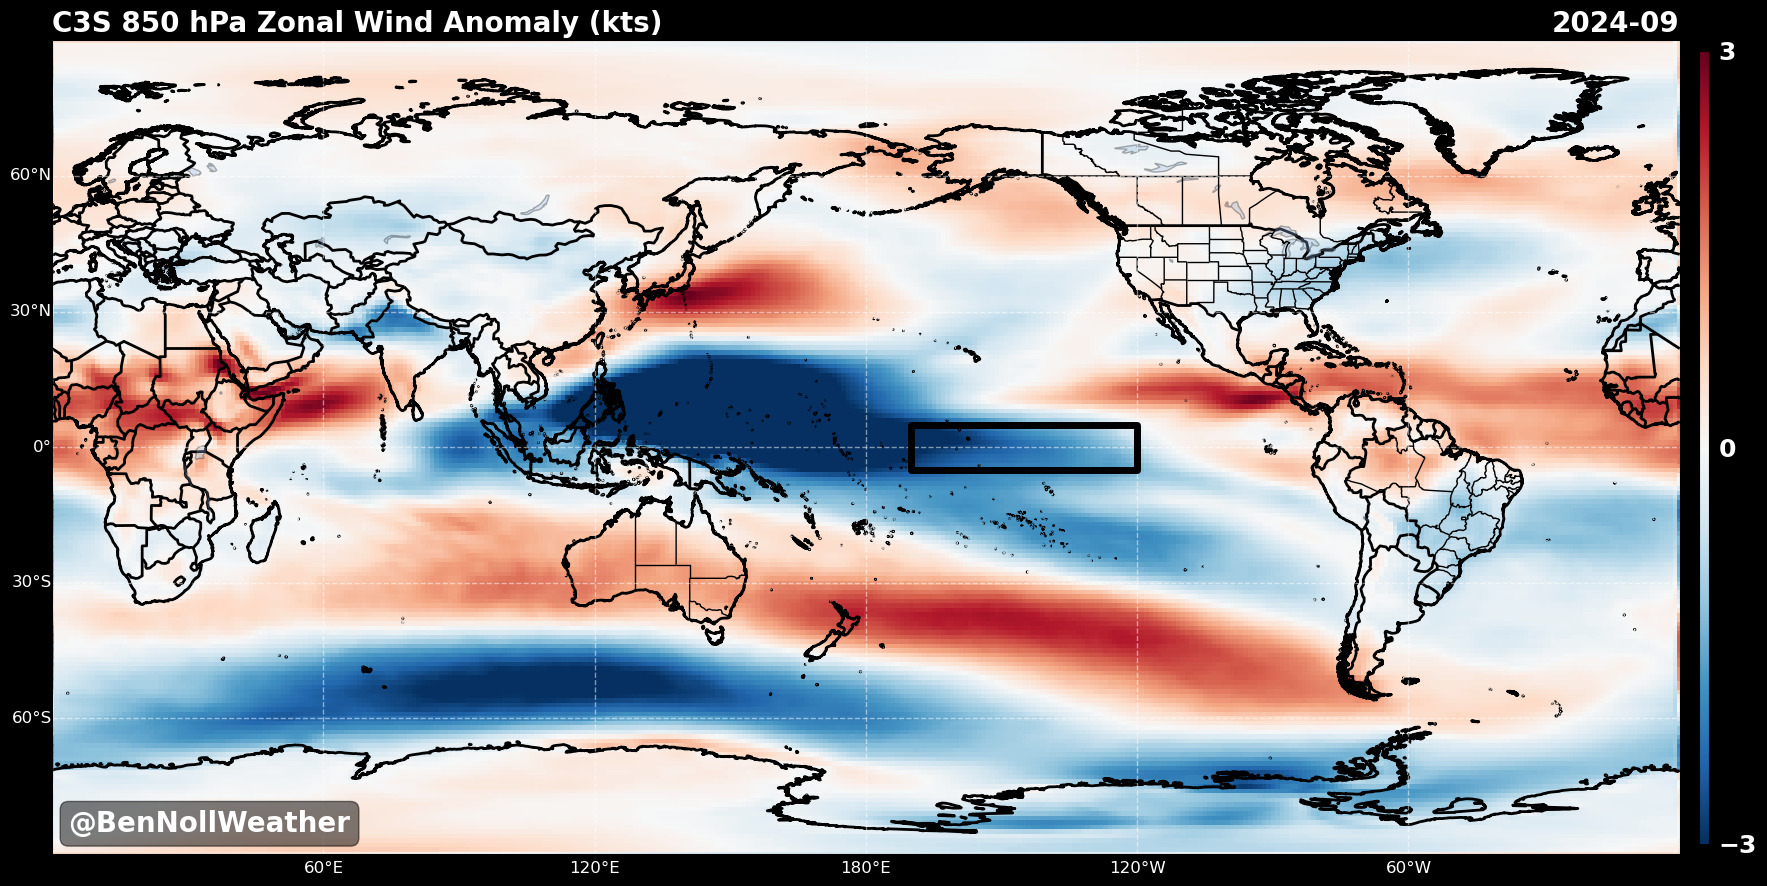 C3S 850 hPa Zonal Wind Anomaly (kts)
2024-09
3
60°N
30°N
0°
0
30°S
60°S
@BenNollWeather
−3
60°E
120°E
180°E
120°W
60°W